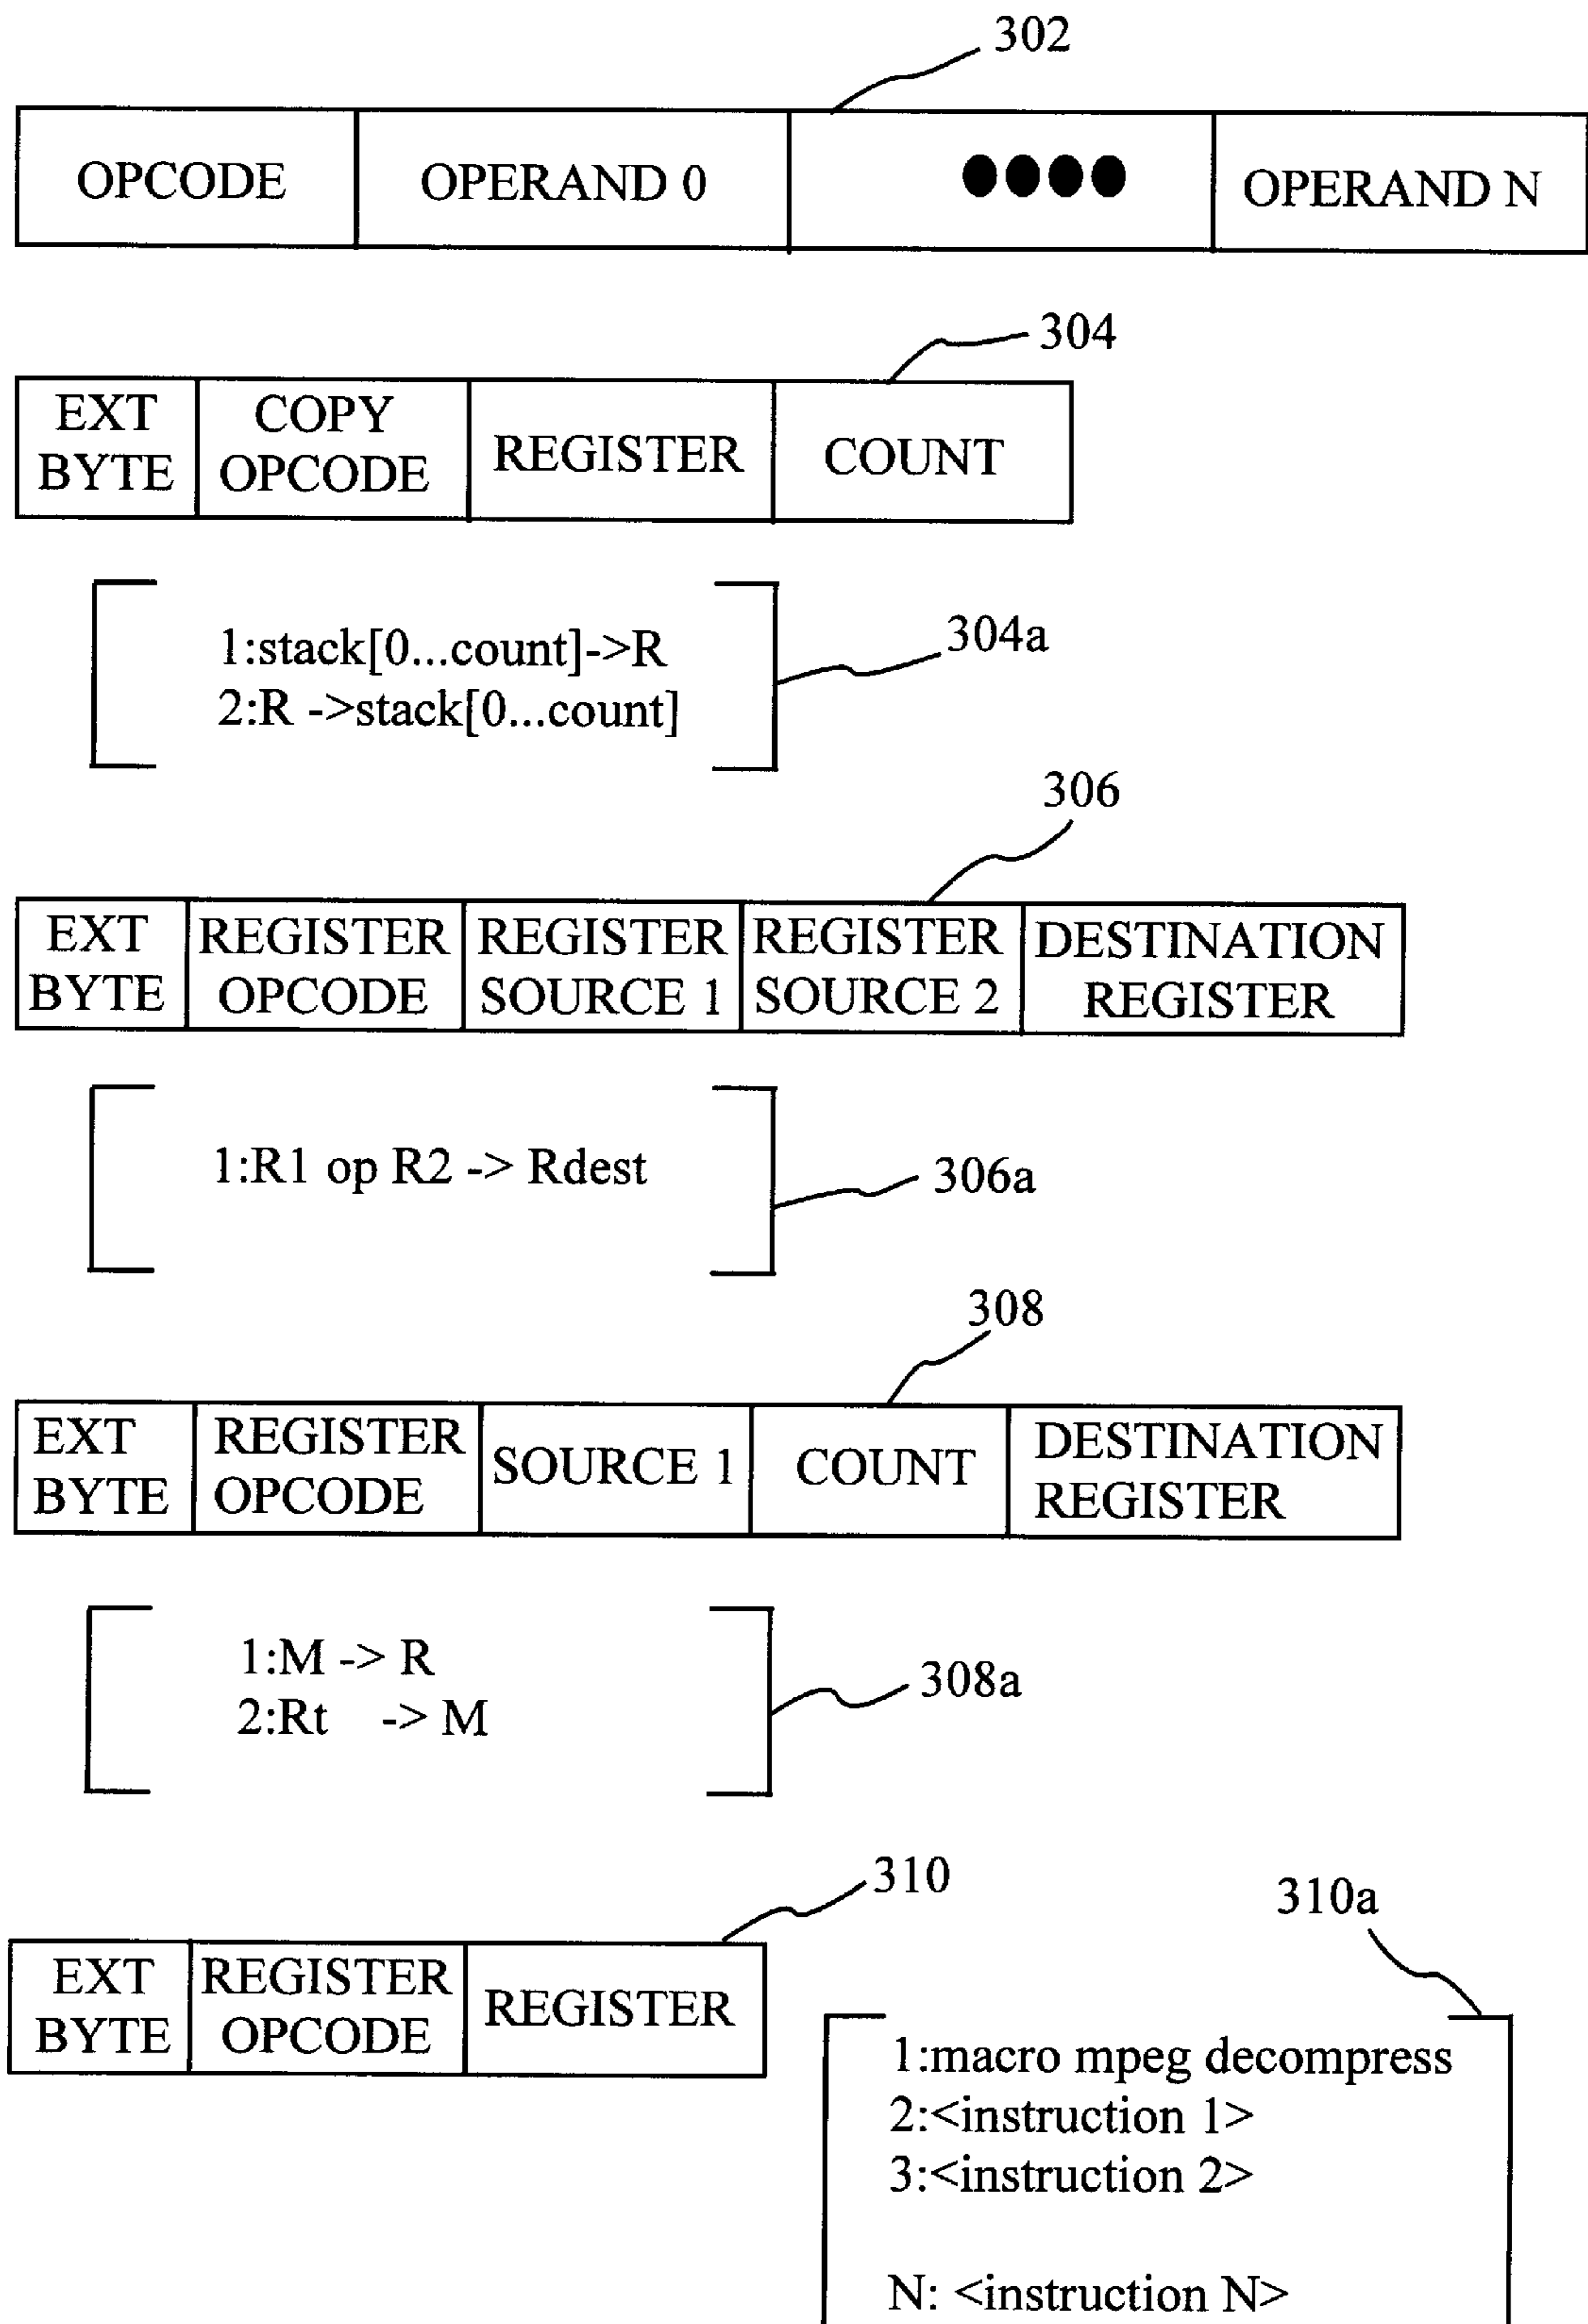 302
OPCODE OPERAND 0 ●●●● OPERAND N
304
EXT BYTE COPY OPCODE REGISTER COUNT
1:stack[0...count]->R
2:R ->stack[0...count]
304a
306
EXT BYTE REGISTER OPCODE REGISTER SOURCE 1 REGISTER SOURCE 2 DESTINATION REGISTER
1:R1 op R2 -> Rdest
306a
308
EXT BYTE REGISTER OPCODE SOURCE 1 COUNT DESTINATION REGISTER
1:M -> R
2:Rt -> M
308a
310
EXT BYTE REGISTER OPCODE REGISTER
310a
1:macro mpeg decompress
2:<instruction 1>
3:<instruction 2>
N: <instruction N>